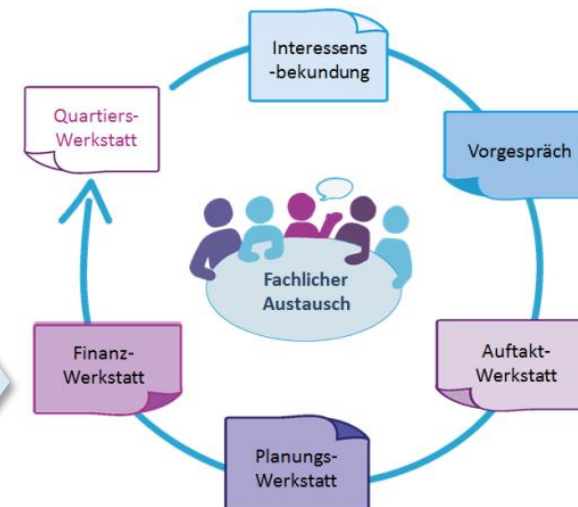 Interessens
-bekundung
Vorgespräch
Auftakt-
Werkstatt
Planungs-
Werkstatt
Finanz-
Werkstatt
Quartiers-
Werkstatt
Fachlicher
Austausch